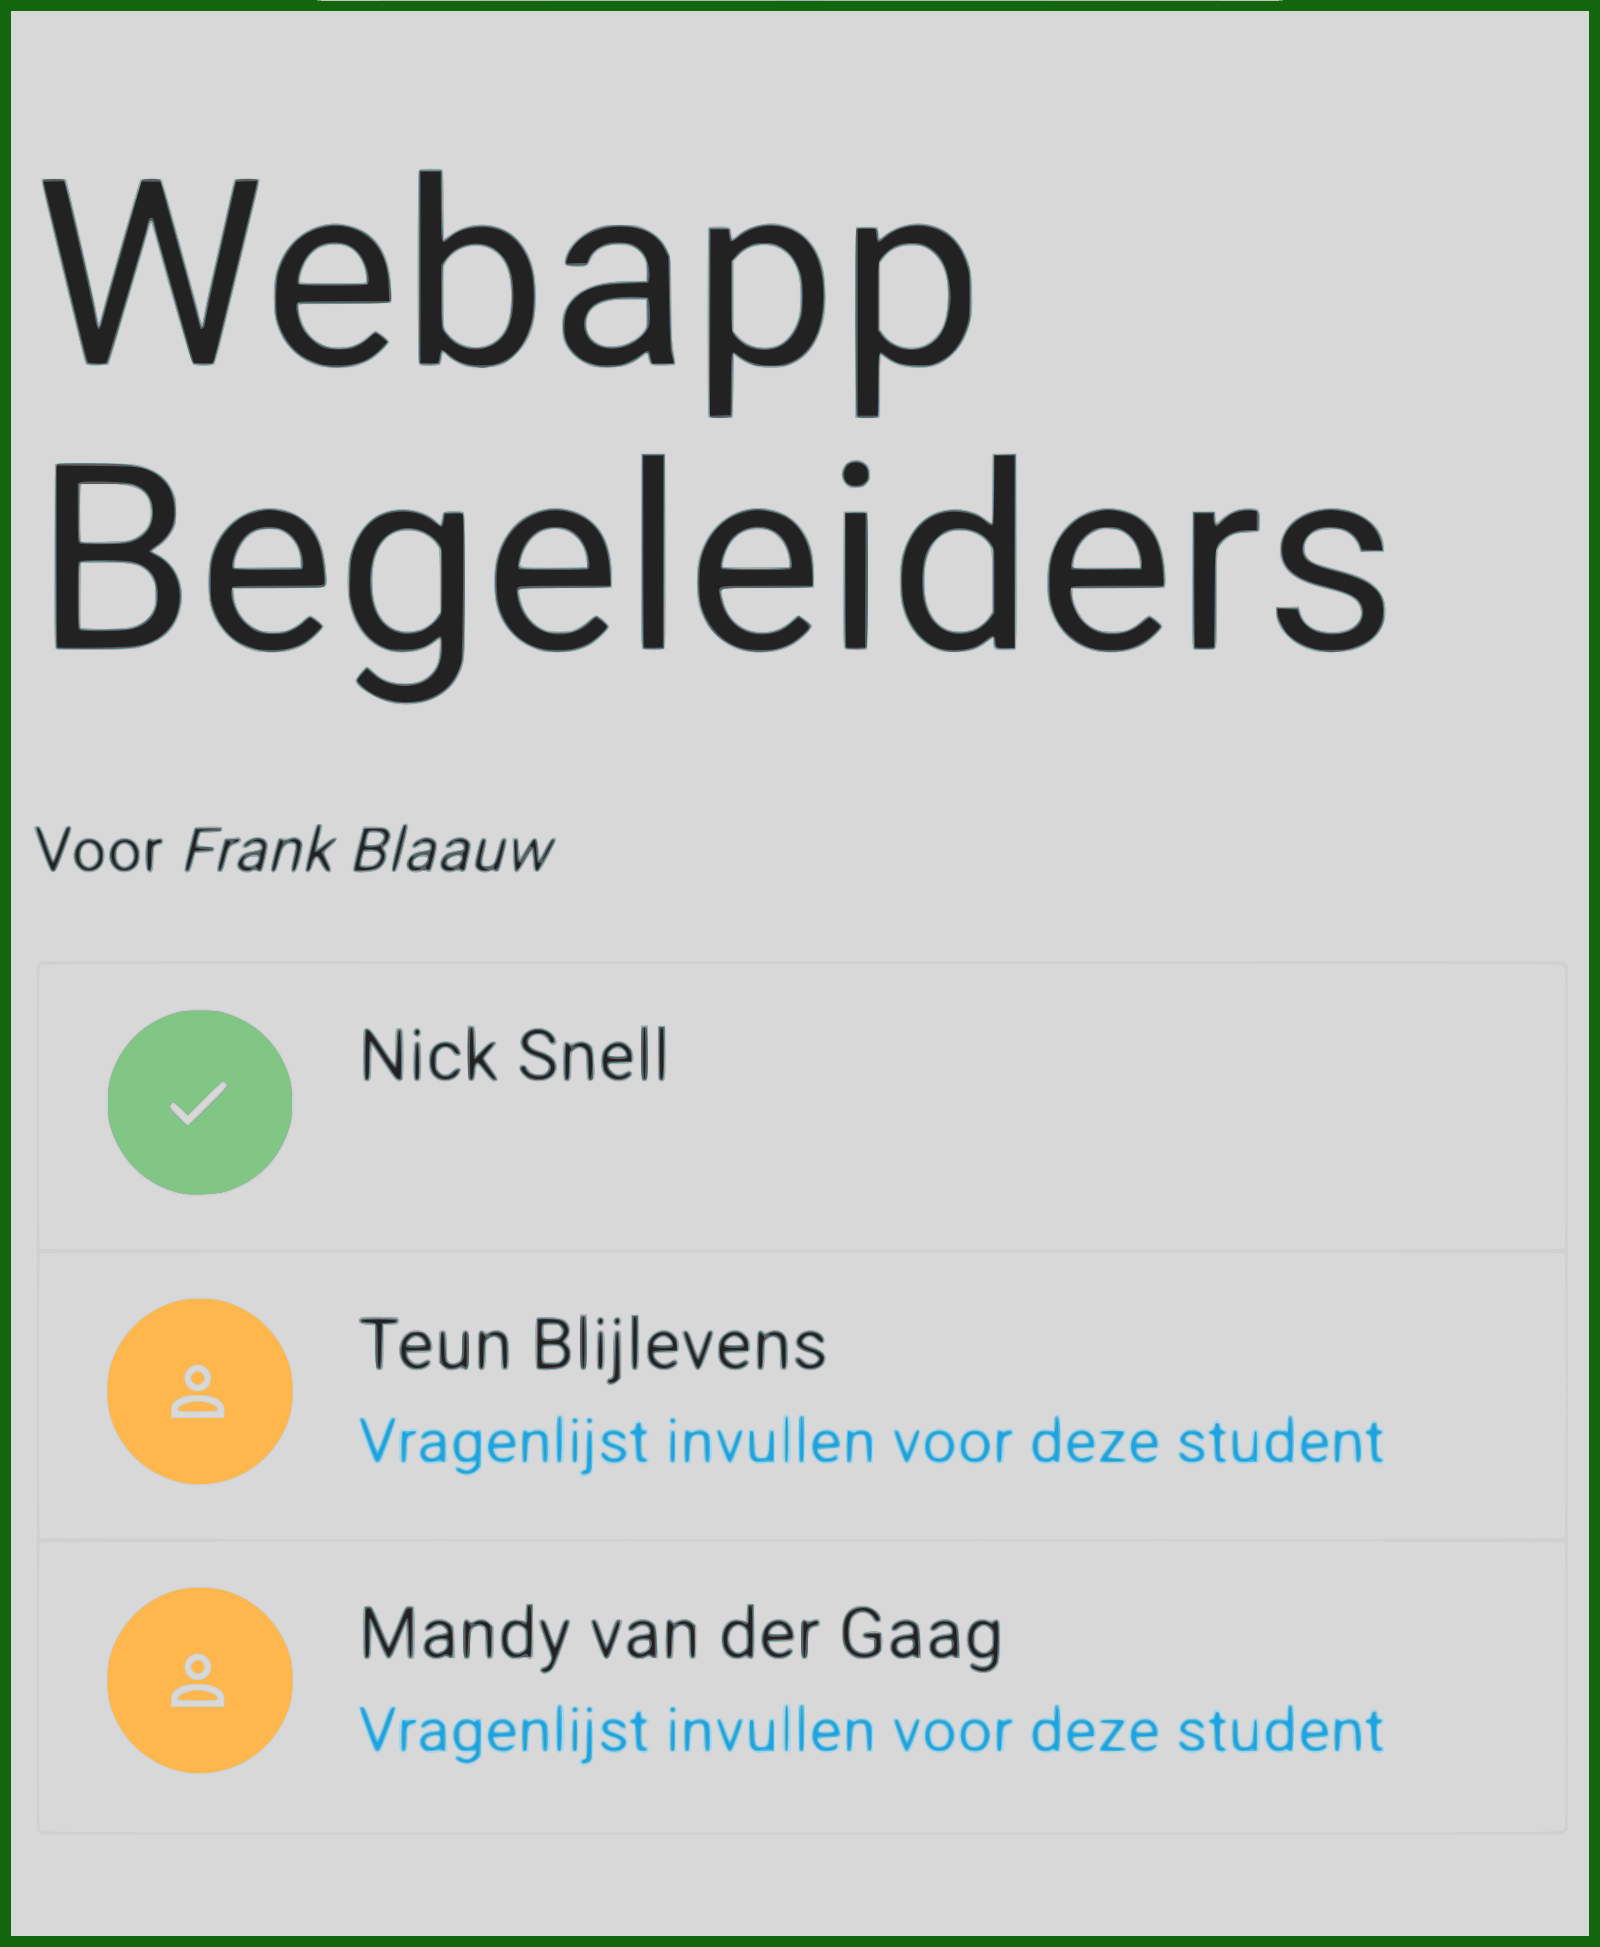 Webapp
Begeleiders
Voor Frank Blaauw
Nick Snell
Teun Blijlevens
Vragenlijst invullen voor deze student
Mandy van der Gaag
Vragenlijst invullen voor deze student